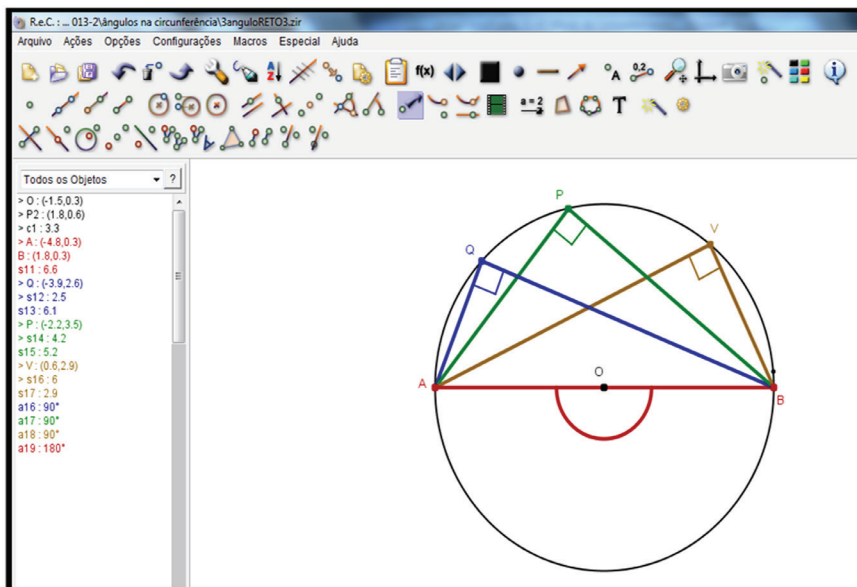 R.e.C. : ... 013-2\ângulos na circunferência\3anguloRETO3.zir
Arquivo Ações Opções Configurações Macros Especial Ajuda
A Z f(x) A 0,2
a = 2 T
Todos os Objetos ?
> O : (-1.5,0.3)
> P2 : (1.8,0.6)
> c1 : 3.3
> A : (-4.8,0.3)
B : (1.8,0.3)
s11 : 6.6
> Q : (-3.9,2.6)
> s12 : 2.5
s13 : 6.1
> P : (-2.2,3.5)
> s14 : 4.2
s15 : 5.2
> V : (0.6,2.9)
> s16 : 6
s17 : 2.9
a16 : 90°
a17 : 90°
a18 : 90°
a19 : 180°
P
V
Q
O
A
B